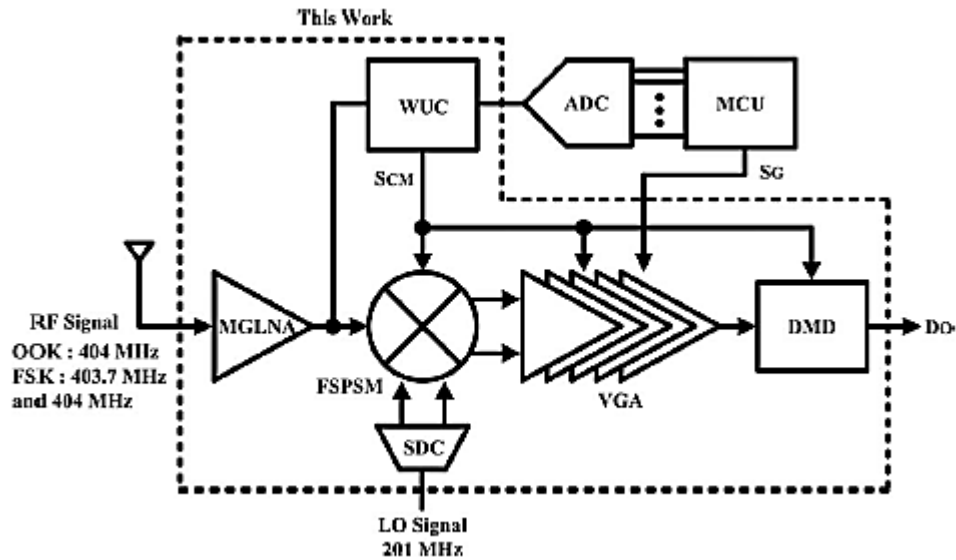 This Work
WUC
ADC
MCU
SCM
SG
RF Signal
OOK : 404 MHz
FSK : 403.7 MHz
and 404 MHz
MGLNA
FSPSM
VGA
DMD
DO
SDC
LO Signal
201 MHz